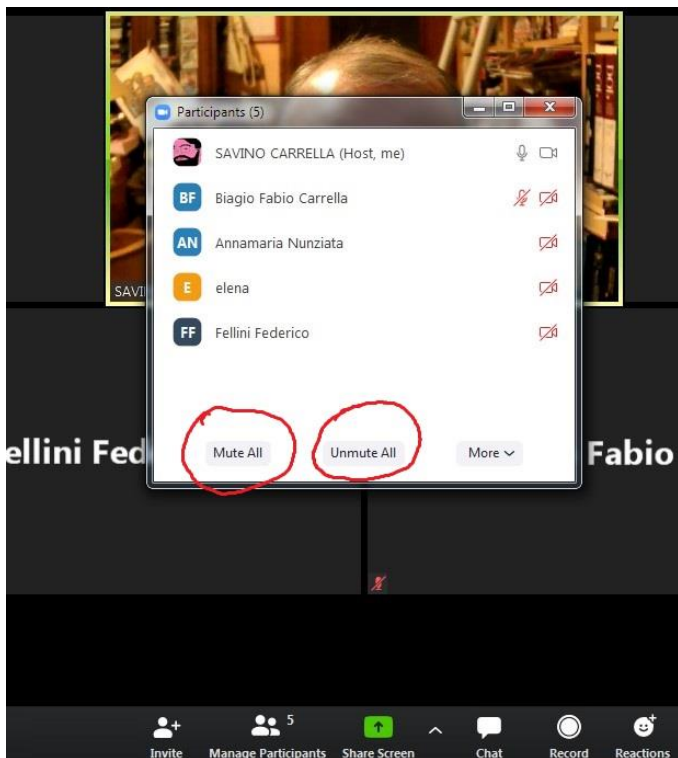 Participants (5)
SAVINO CARRELLA (Host, me)
BF Biagio Fabio Carrella
AN Annamaria Nunziata
SAVI
E elena
FF Fellini Federico
ellini Fed
Mute All Unmute All More
Fabio
5
Invite Manage Participants Share Screen Chat Record Reactions